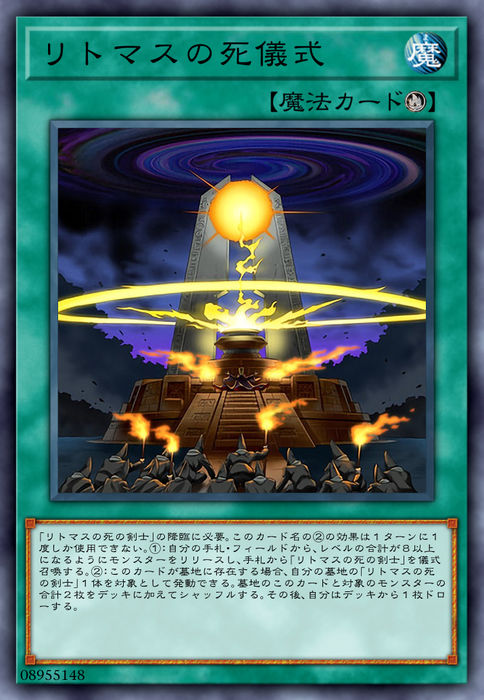 リトマスの死儀式
魔
【魔法カード】
「リトマスの死の剣士」の降臨に必要。このカード名の②の効果は１ターンに１
度しか使用できない。①：自分の手札・フィールドから、レベルの合計が８以上
になるようにモンスターをリリースし、手札から「リトマスの死の剣士」を儀式
召喚する。②：このカードが墓地に存在する場合、自分の墓地の「リトマスの死
の剣士」１体を対象として発動できる。墓地のこのカードと対象のモンスターの
合計２枚をデッキに加えてシャッフルする。その後、自分はデッキから１枚ドロ
ーする。
08955148